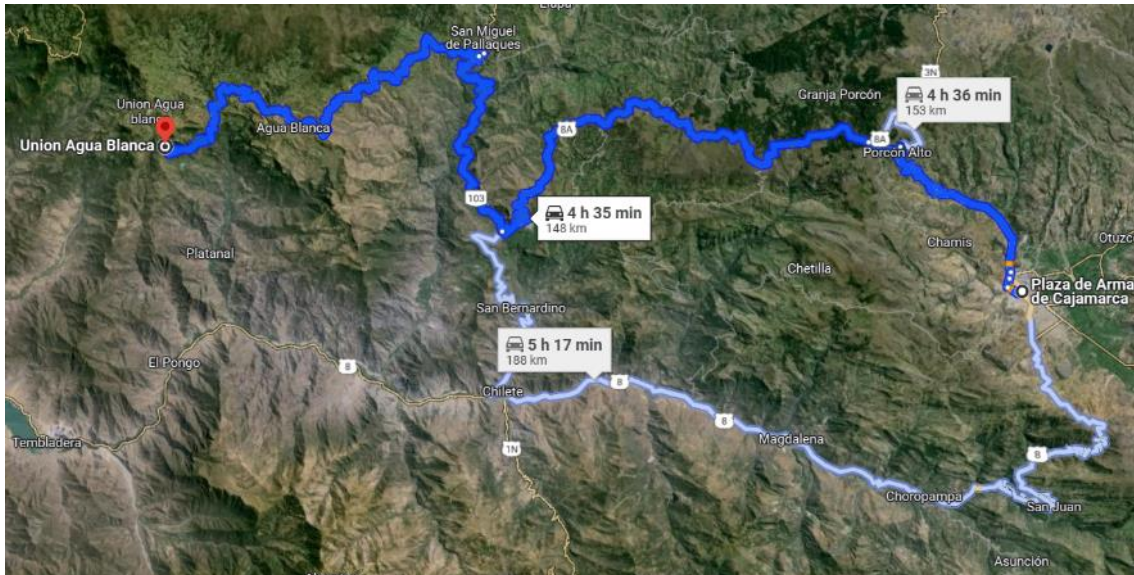 San Miguel
de Pallaques
3N
Granja Porcón
4 h 36 min
153 km
Union Agua
blanca
Agua Blanca
8A
8A
Union Agua Blanca
Porcón Alto
103
4 h 35 min
148 km
Chamis
Otuzc
Platanal
Chetilla
Plaza de Arma
de Cajamarca
San Bernardino
5 h 17 min
188 km
El Pongo
8
8
Chilete
8
Tembladera
1N
Magdalena
8
Choropampa
San Juan
Asunción